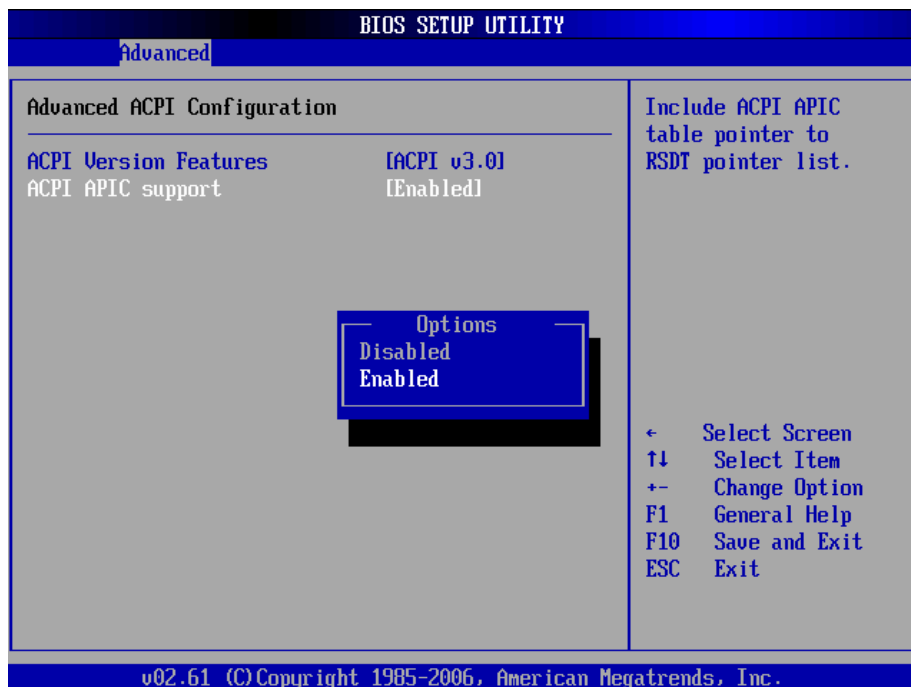 BIOS SETUP UTILITY
Advanced
Advanced ACPI Configuration
ACPI Version Features [ACPI v3.0]
ACPI APIC support [Enabled]
Options
Disabled
Enabled
Include ACPI APIC
table pointer to
RSDT pointer list.
← Select Screen
↑↓ Select Item
+- Change Option
F1 General Help
F10 Save and Exit
ESC Exit
v02.61 (C)Copyright 1985-2006, American Megatrends, Inc.